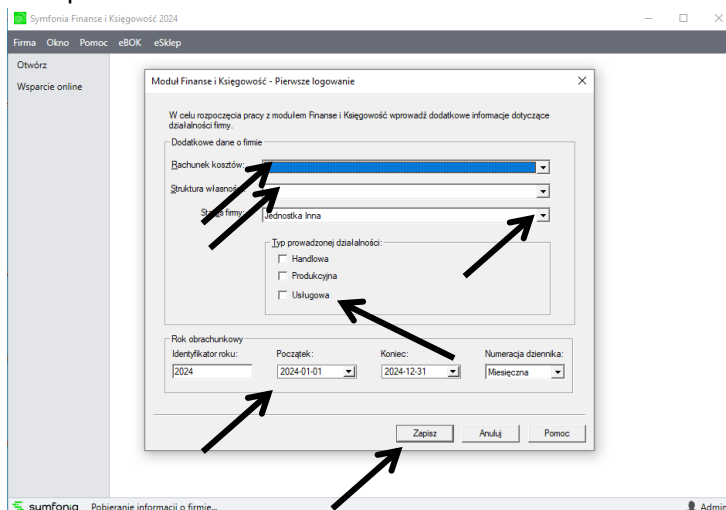 Symfonia Finanse i Księgowość 2024
Firma Okno Pomoc eBOK eSklep
Otwórz
Wsparcie online
Moduł Finanse i Księgowość - Pierwsze logowanie
W celu rozpoczęcia pracy z modułem Finanse i Księgowość wprowadź dodatkowe informacje dotyczące
działalności firmy.
Dodatkowe dane o firmie
Rachunek kosztów:
Struktura własności:
firmy: Jednostka Inna
Typ prowadzonej działalności:
Handlowa
Produkcyjna
Usługowa
Rok obrachunkowy
Identyfikator roku: Początek: Koniec: Numeracja dziennika:
2024 2024-01-01 2024-12-31 Miesięczna
Zapisz Anuluj Pomoc
symfonia Pobieranie informacji o firmie... Admin